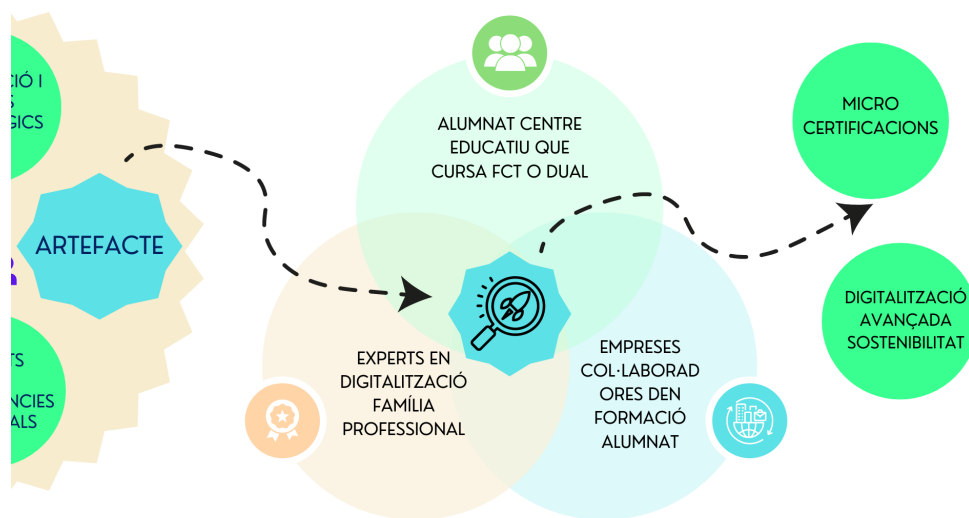 CIÓ I
S
GICS
ARTEFACTE
TS
NCIES
ALS
ALUMNAT CENTRE
EDUCATIU QUE
CURSA FCT O DUAL
EXPERTS EN
DIGITALITZACIÓ
FAMÍLIA
PROFESSIONAL
EMPRESES
COL·LABORAD
ORES DEN
FORMACIÓ
ALUMNAT
MICRO
CERTIFICACIONS
DIGITALITZACIÓ
AVANÇADA
SOSTENIBILITAT